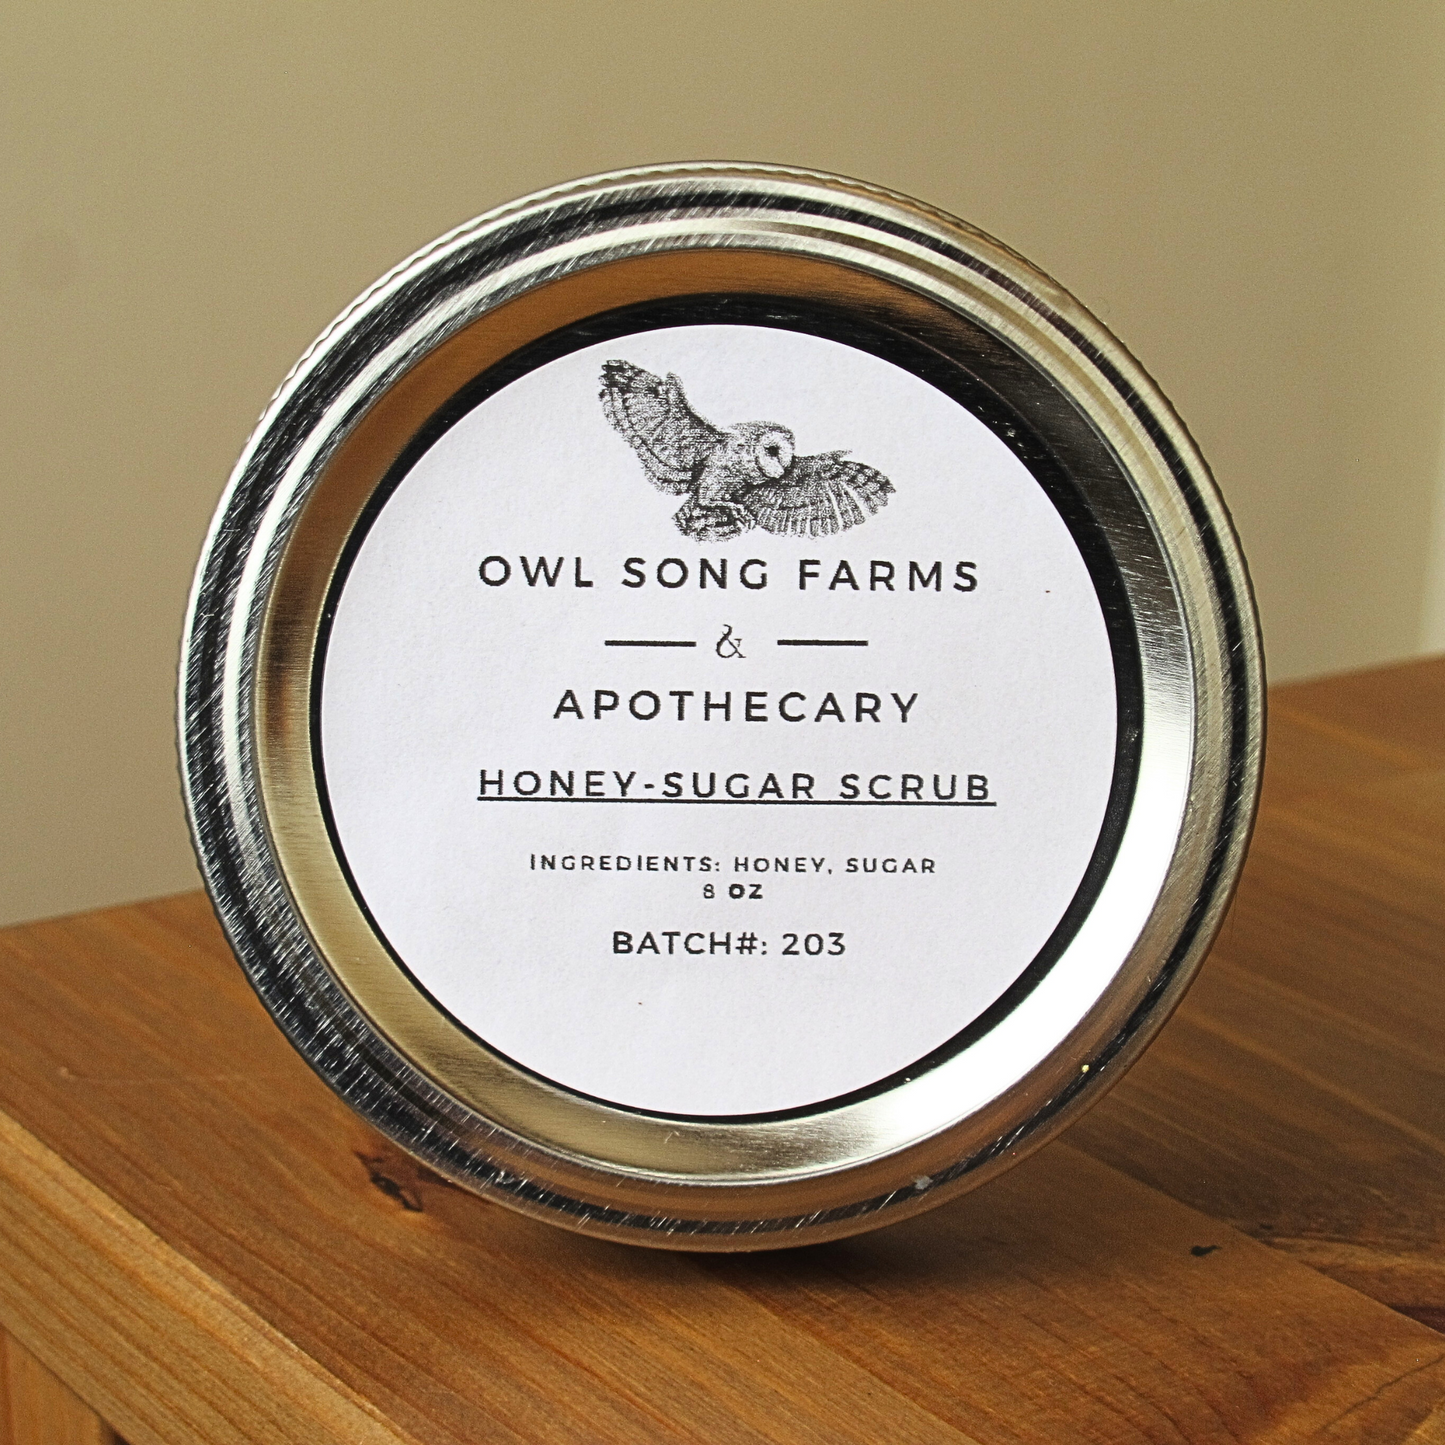 OWL SONG FARMS
&
APOTHECARY
HONEY-SUGAR SCRUB
INGREDIENTS: HONEY, SUGAR
8 OZ
BATCH#: 203